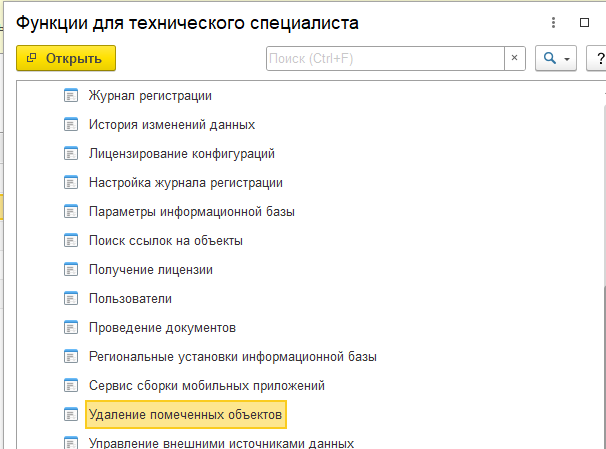 Функции для технического специалиста
Открыть
Поиск (Ctrl+F)
×
?
Журнал регистрации
История изменений данных
Лицензирование конфигураций
Настройка журнала регистрации
Параметры информационной базы
Поиск ссылок на объекты
Получение лицензии
Пользователи
Проведение документов
Региональные установки информационной базы
Сервис сборки мобильных приложений
Удаление помеченных объектов
Управление внешними источниками данных